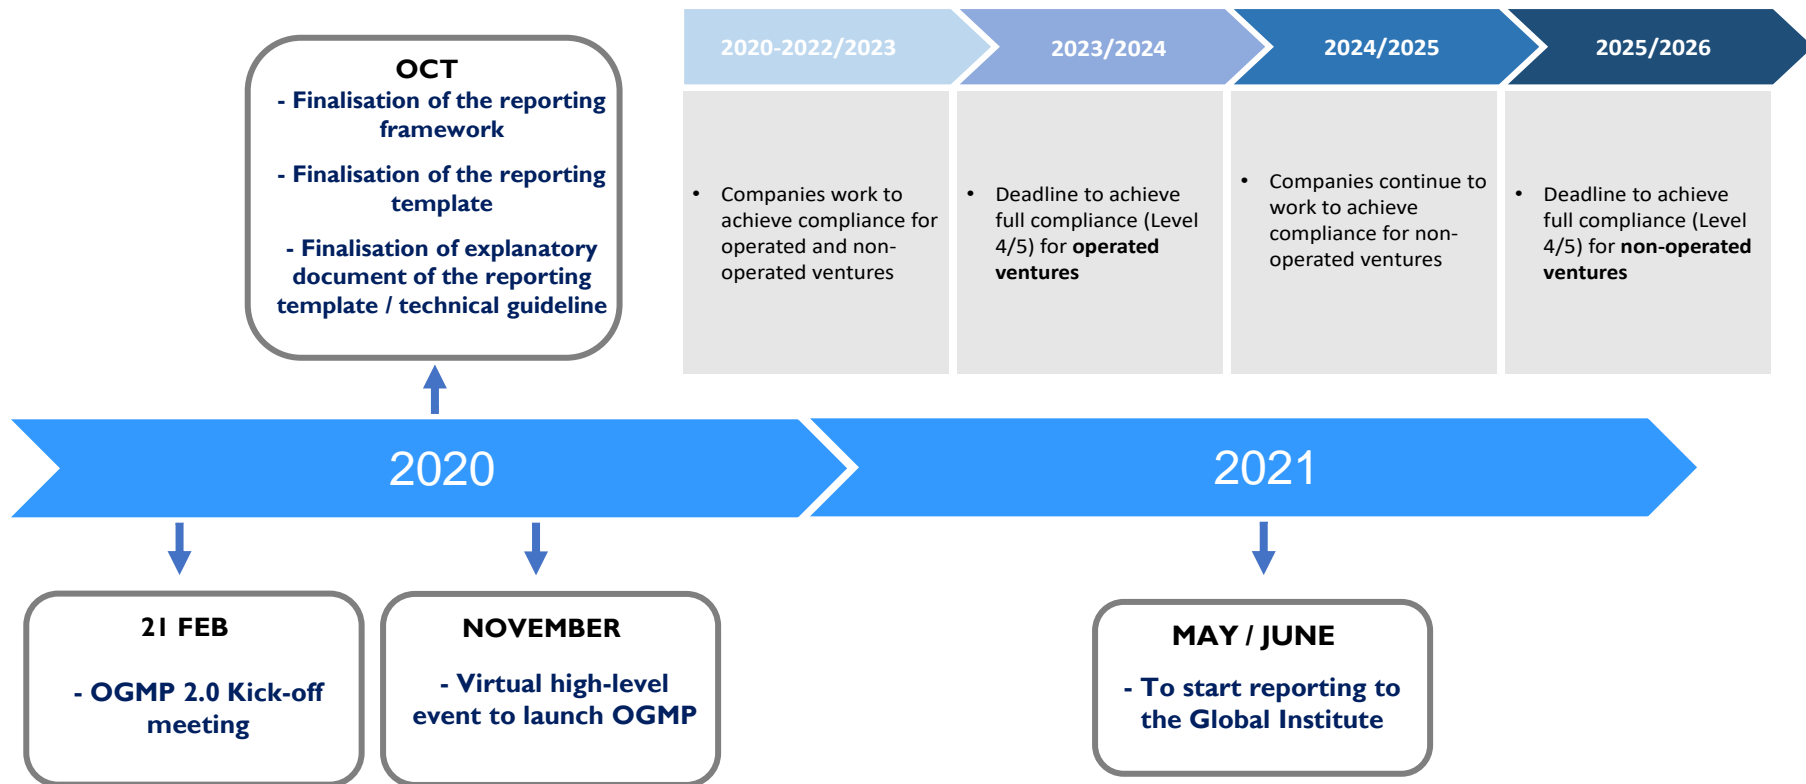 OCT
- Finalisation of the reporting
framework
- Finalisation of the reporting
template
- Finalisation of explanatory
document of the reporting
template / technical guideline
2020-2022/2023
2023/2024
2024/2025
2025/2026
• Companies work to
achieve compliance for
operated and non-
operated ventures
• Deadline to achieve
full compliance (Level
4/5) for operated
ventures
• Companies continue to
work to achieve
compliance for non-
operated ventures
• Deadline to achieve
full compliance (Level
4/5) for non-operated
ventures
2020
2021
21 FEB
- OGMP 2.0 Kick-off
meeting
NOVEMBER
- Virtual high-level
event to launch OGMP
MAY / JUNE
- To start reporting to
the Global Institute